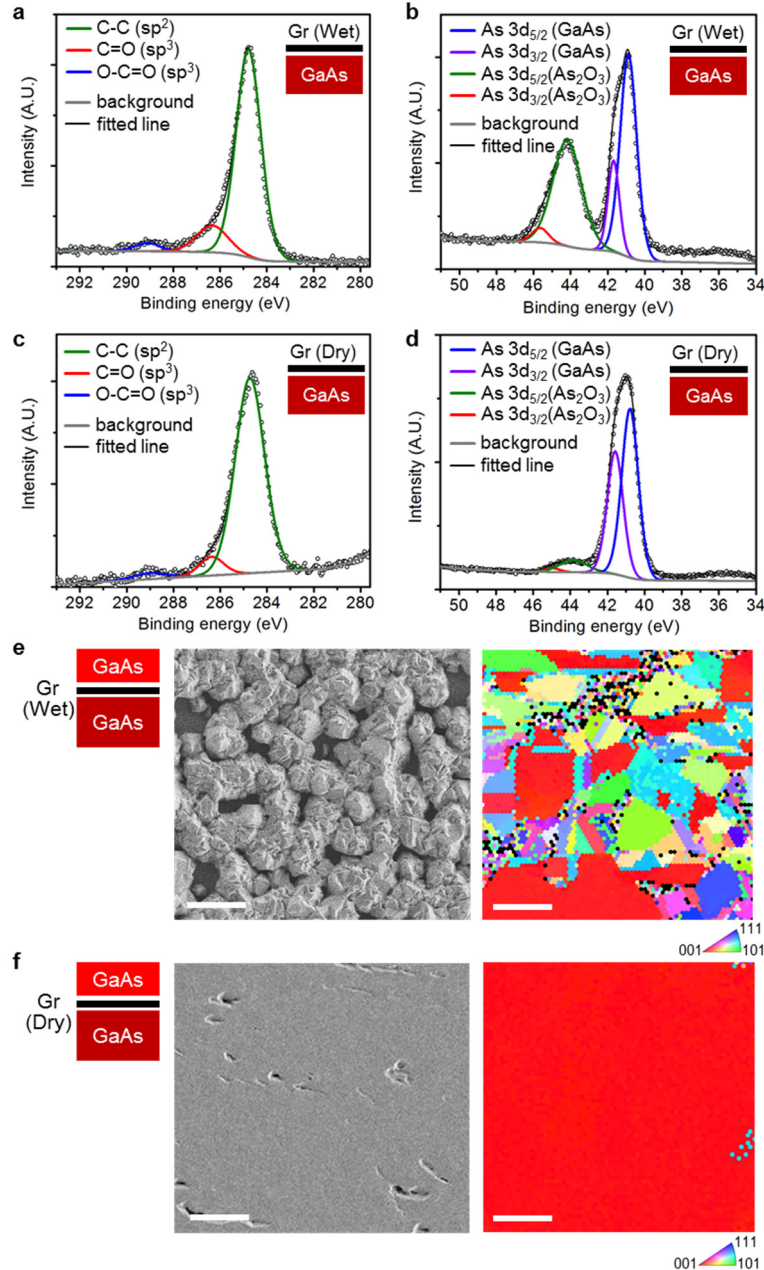 a
C-C (sp²)
C=O (sp³)
O-C=O (sp³)
background
fitted line
Gr (Wet)
GaAs
Intensity (A.U.)
292 290 288 286 284 282 280
Binding energy (eV)
b
As 3d₅/₂ (GaAs)
As 3d₃/₂ (GaAs)
As 3d₅/₂(As₂O₃)
As 3d₃/₂(As₂O₃)
background
fitted line
Gr (Wet)
GaAs
Intensity (A.U.)
50 48 46 44 42 40 38 36 34
Binding energy (eV)
c
C-C (sp²)
C=O (sp³)
O-C=O (sp³)
background
fitted line
Gr (Dry)
GaAs
Intensity (A.U.)
292 290 288 286 284 282 280
Binding energy (eV)
d
As 3d₅/₂ (GaAs)
As 3d₃/₂ (GaAs)
As 3d₅/₂(As₂O₃)
As 3d₃/₂(As₂O₃)
background
fitted line
Gr (Dry)
GaAs
Intensity (A.U.)
50 48 46 44 42 40 38 36 34
Binding energy (eV)
e
GaAs
Gr
(Wet)
GaAs
111
001 101
f
GaAs
Gr
(Dry)
GaAs
111
001 101